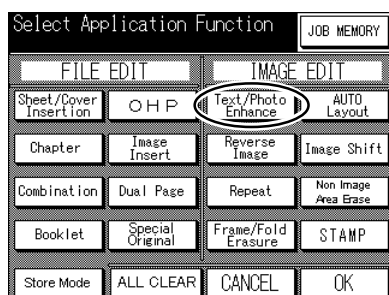 Select Application Function
JOB MEMORY
FILE EDIT
IMAGE EDIT
Sheet/Cover
Insertion
OHP
Text/Photo
Enhance
AUTO
Layout
Chapter
Image
Insert
Reverse
Image
Image Shift
Combination
Dual Page
Repeat
Non Image
Area Erase
Booklet
Special
Original
Frame/Fold
Erasure
STAMP
Store Mode
ALL CLEAR
CANCEL
OK